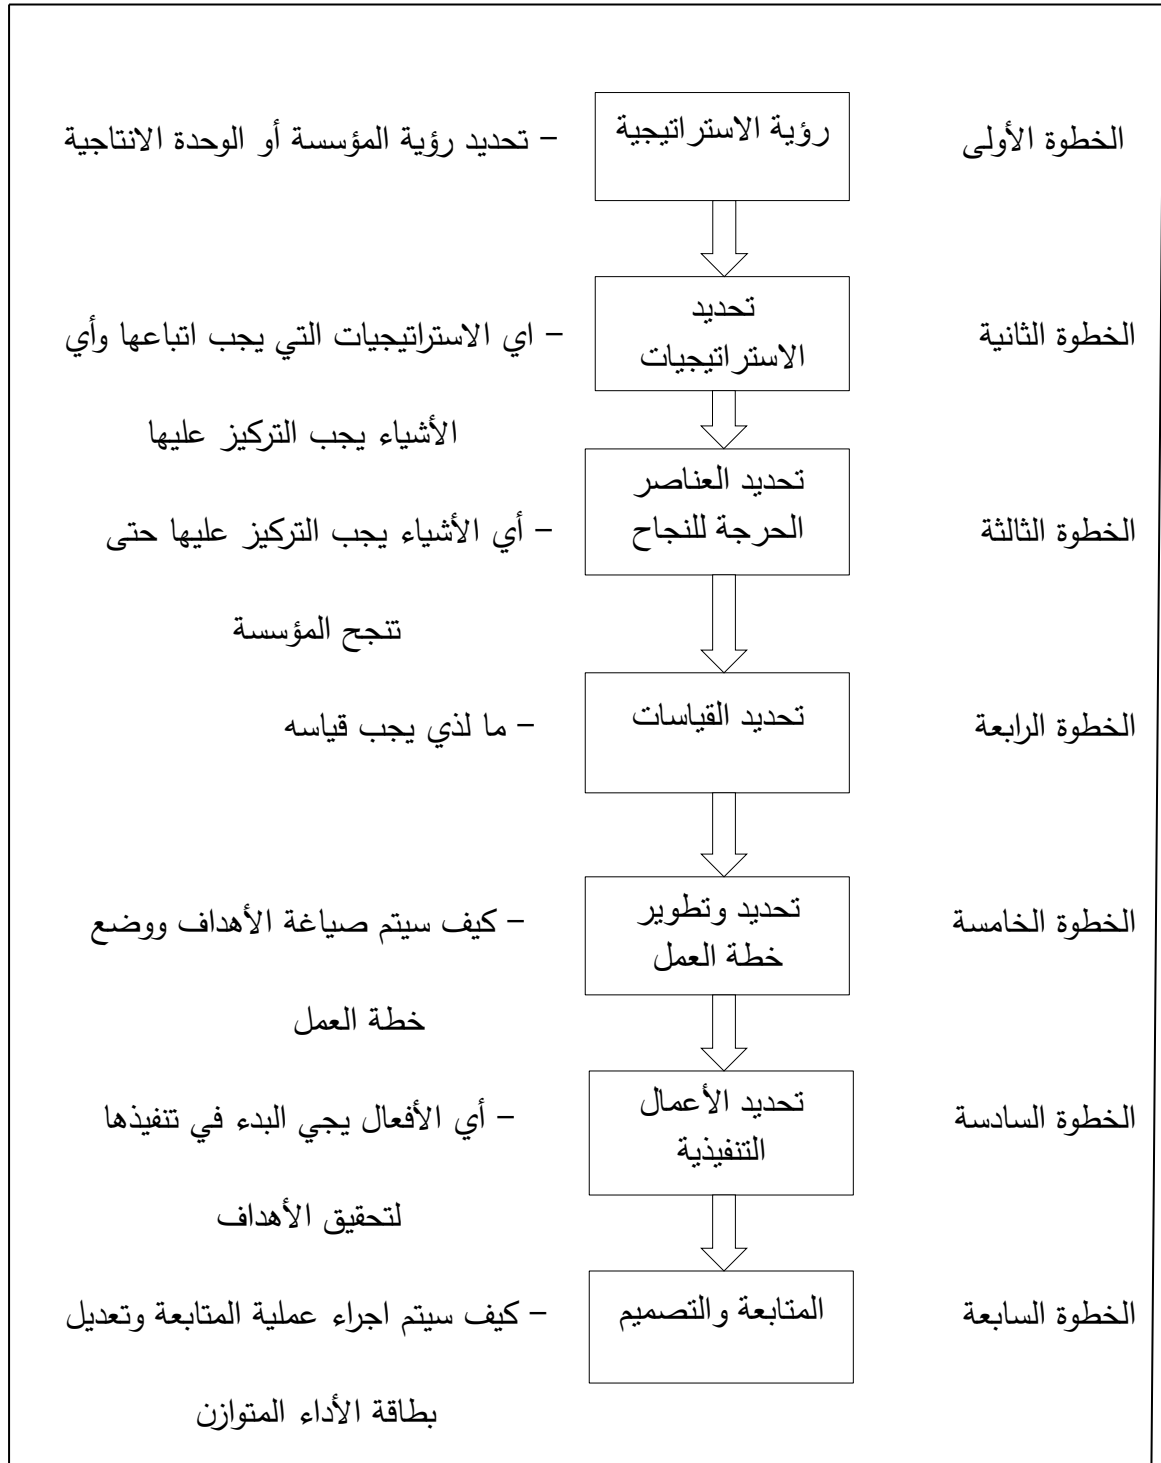 الخطوة الأولى
رؤية الاستراتيجية
– تحديد رؤية المؤسسة أو الوحدة الانتاجية
الخطوة الثانية
تحديد
الاستراتيجيات
– اي الاستراتيجيات التي يجب اتباعها وأي
الأشياء يجب التركيز عليها
الخطوة الثالثة
تحديد العناصر
الحرجة للنجاح
– أي الأشياء يجب التركيز عليها حتى
تنجح المؤسسة
الخطوة الرابعة
تحديد القياسات
– ما لذي يجب قياسه
الخطوة الخامسة
تحديد وتطوير
خطة العمل
– كيف سيتم صياغة الأهداف ووضع
خطة العمل
الخطوة السادسة
تحديد الأعمال
التنفيذية
– أي الأفعال يجي البدء في تنفيذها
لتحقيق الأهداف
الخطوة السابعة
المتابعة والتصميم
– كيف سيتم اجراء عملية المتابعة وتعديل
بطاقة الأداء المتوازن